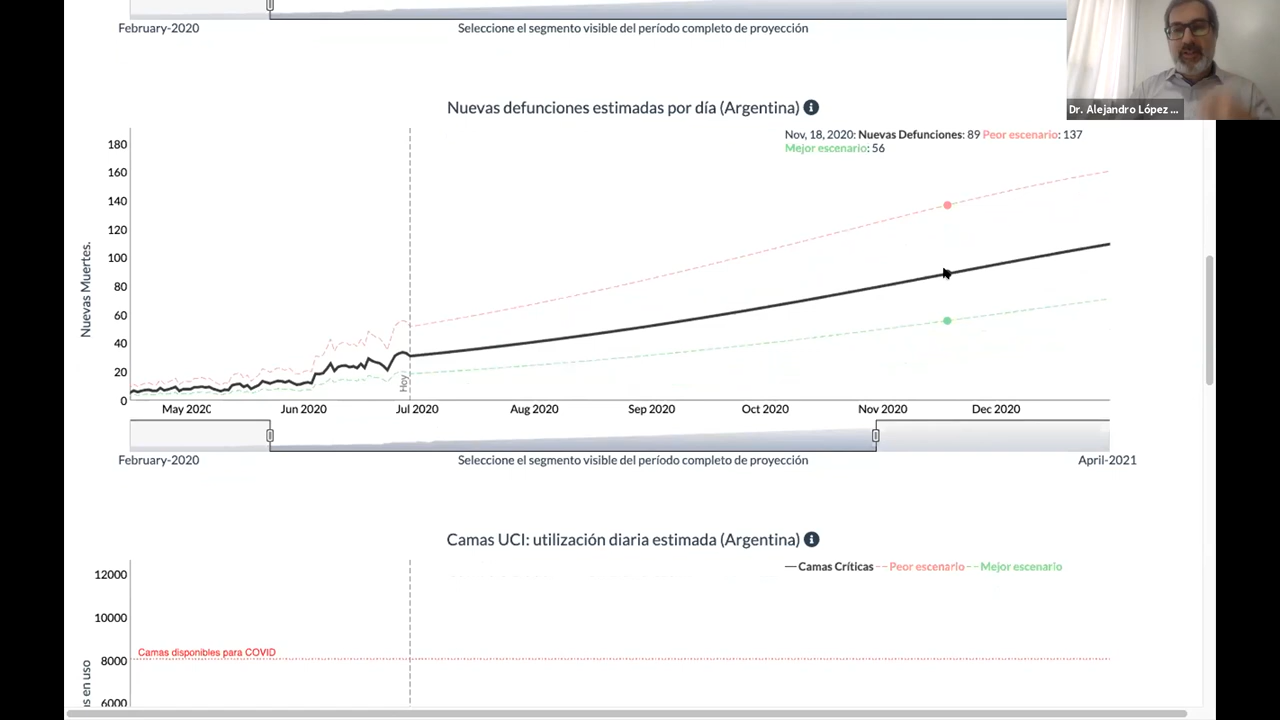 February-2020
Seleccione el segmento visible del período completo de proyección
Dr. Alejandro López ...
Nuevas defunciones estimadas por día (Argentina)
Nov, 18, 2020: Nuevas Defunciones: 89 Peor escenario: 137
Mejor escenario: 56
Nuevas Muertes.
180
160
140
120
100
80
60
40
20
0
Hoy
May 2020
Jun 2020
Jul 2020
Aug 2020
Sep 2020
Oct 2020
Nov 2020
Dec 2020
February-2020
Seleccione el segmento visible del período completo de proyección
April-2021
Camas UCI: utilización diaria estimada (Argentina)
Camas Críticas
Peor escenario
Mejor escenario
12000
10000
8000
6000
Camas disponibles para COVID
en uso